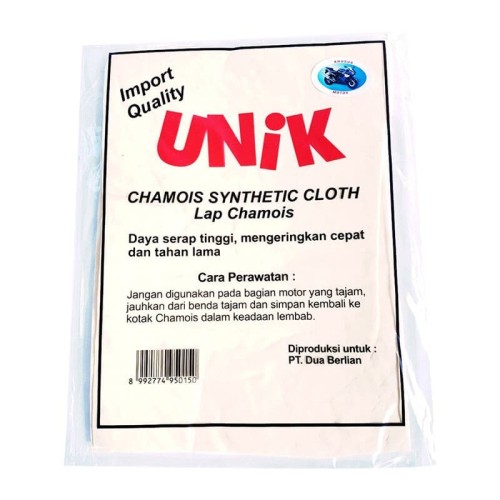 Import
Quality
UNiK
CHAMOIS SYNTHETIC CLOTH
Lap Chamois
Daya serap tinggi, mengeringkan cepat
dan tahan lama
Cara Perawatan :
Jangan digunakan pada bagian motor yang tajam,
jauhkan dari benda tajam dan simpan kembali ke
kotak Chamois dalam keadaan lembab.
Diproduksi untuk :
PT. Dua Berlian
8 992774 950150